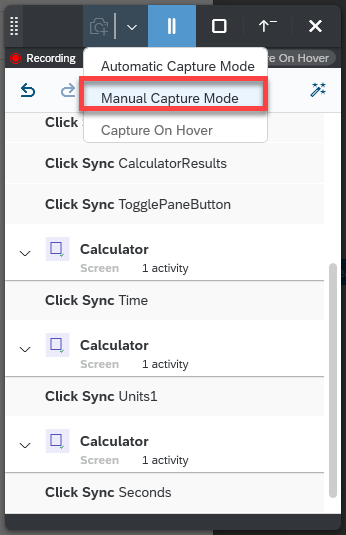 Automatic Capture Mode
Recording
re On Hover
Manual Capture Mode
Capture On Hover
Click Sync
Click Sync CalculatorResults
Click Sync TogglePaneButton
Calculator
Screen 1 activity
Click Sync Time
Calculator
Screen 1 activity
Click Sync Units1
Calculator
Screen 1 activity
Click Sync Seconds